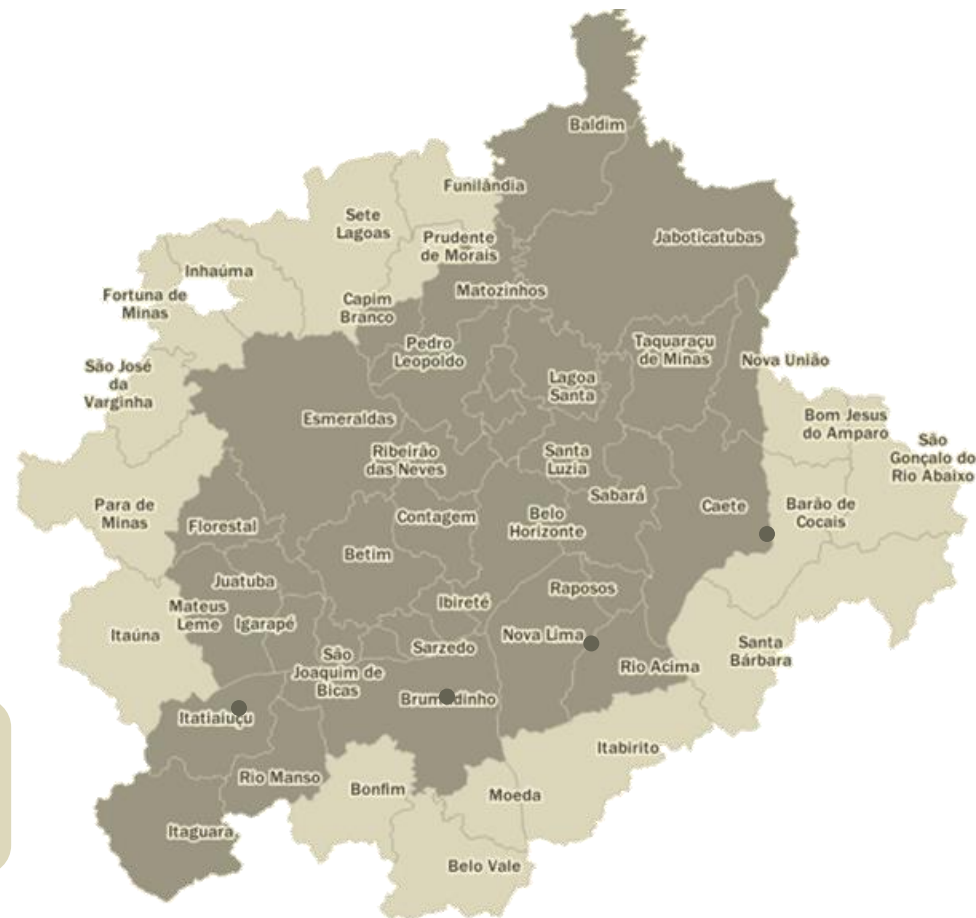 Baldim
Funilândia
Sete
Lagoas
Prudente
de Morais
Jaboticatubas
Inhaúma
Fortuna de
Minas
Capim
Branco
Matozinhos
Pedro
Leopoldo
Taquaraçu
de Minas
Nova União
São José
da
Varginha
Lagoa
Santa
Esmeraldas
Bom Jesus
do Amparo
São
Gonçalo do
Rio Abaixo
Ribeirão
das Neves
Santa
Luzia
Sabará
Para de
Minas
Florestal
Contagem
Belo
Horizonte
Caete
Barão de
Cocais
Betim
Juatuba
Mateus
Leme
Igarapé
Ibireté
Raposos
Itaúna
São
Joaquim de
Bicas
Sarzedo
Nova Lima
Rio Acima
Santa
Bárbara
Itatiaiuçu
Brumadinho
Itabirito
Rio Manso
Bonfim
Moeda
Itaguara
Belo Vale